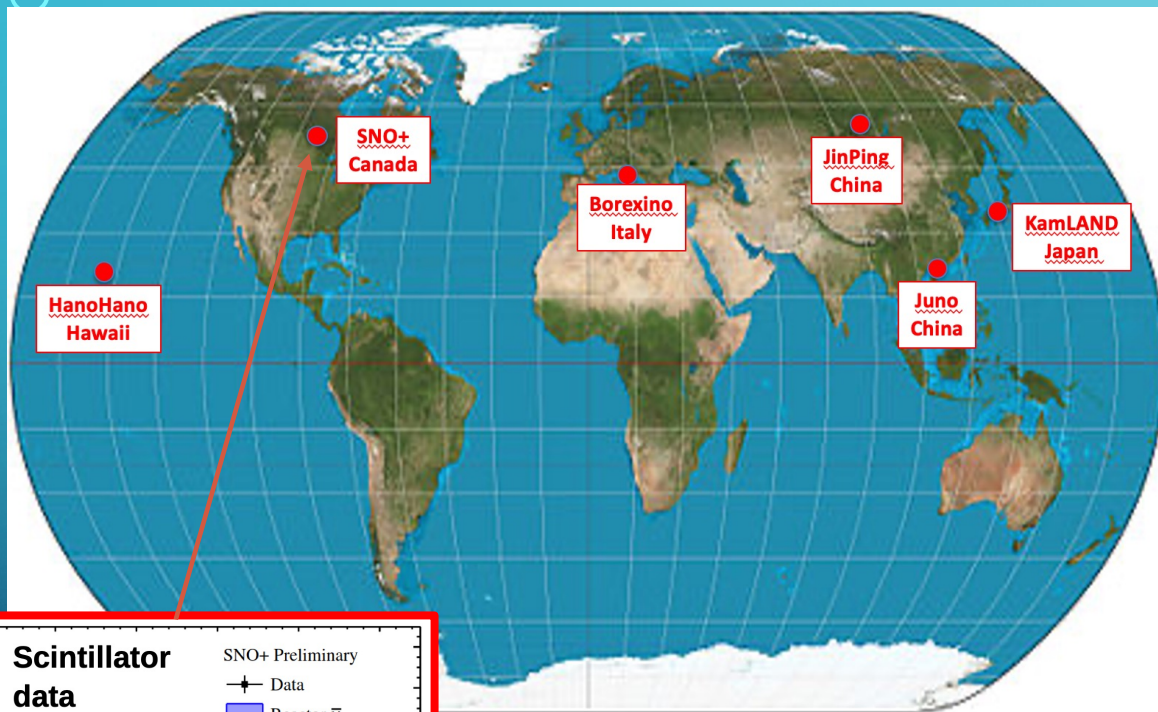 SNO+
Canada
JinPing
China
Borexino
Italy
KamLAND
Japan
HanoHano
Hawaii
Juno
China
Scintillator
data
SNO+ Preliminary
Data